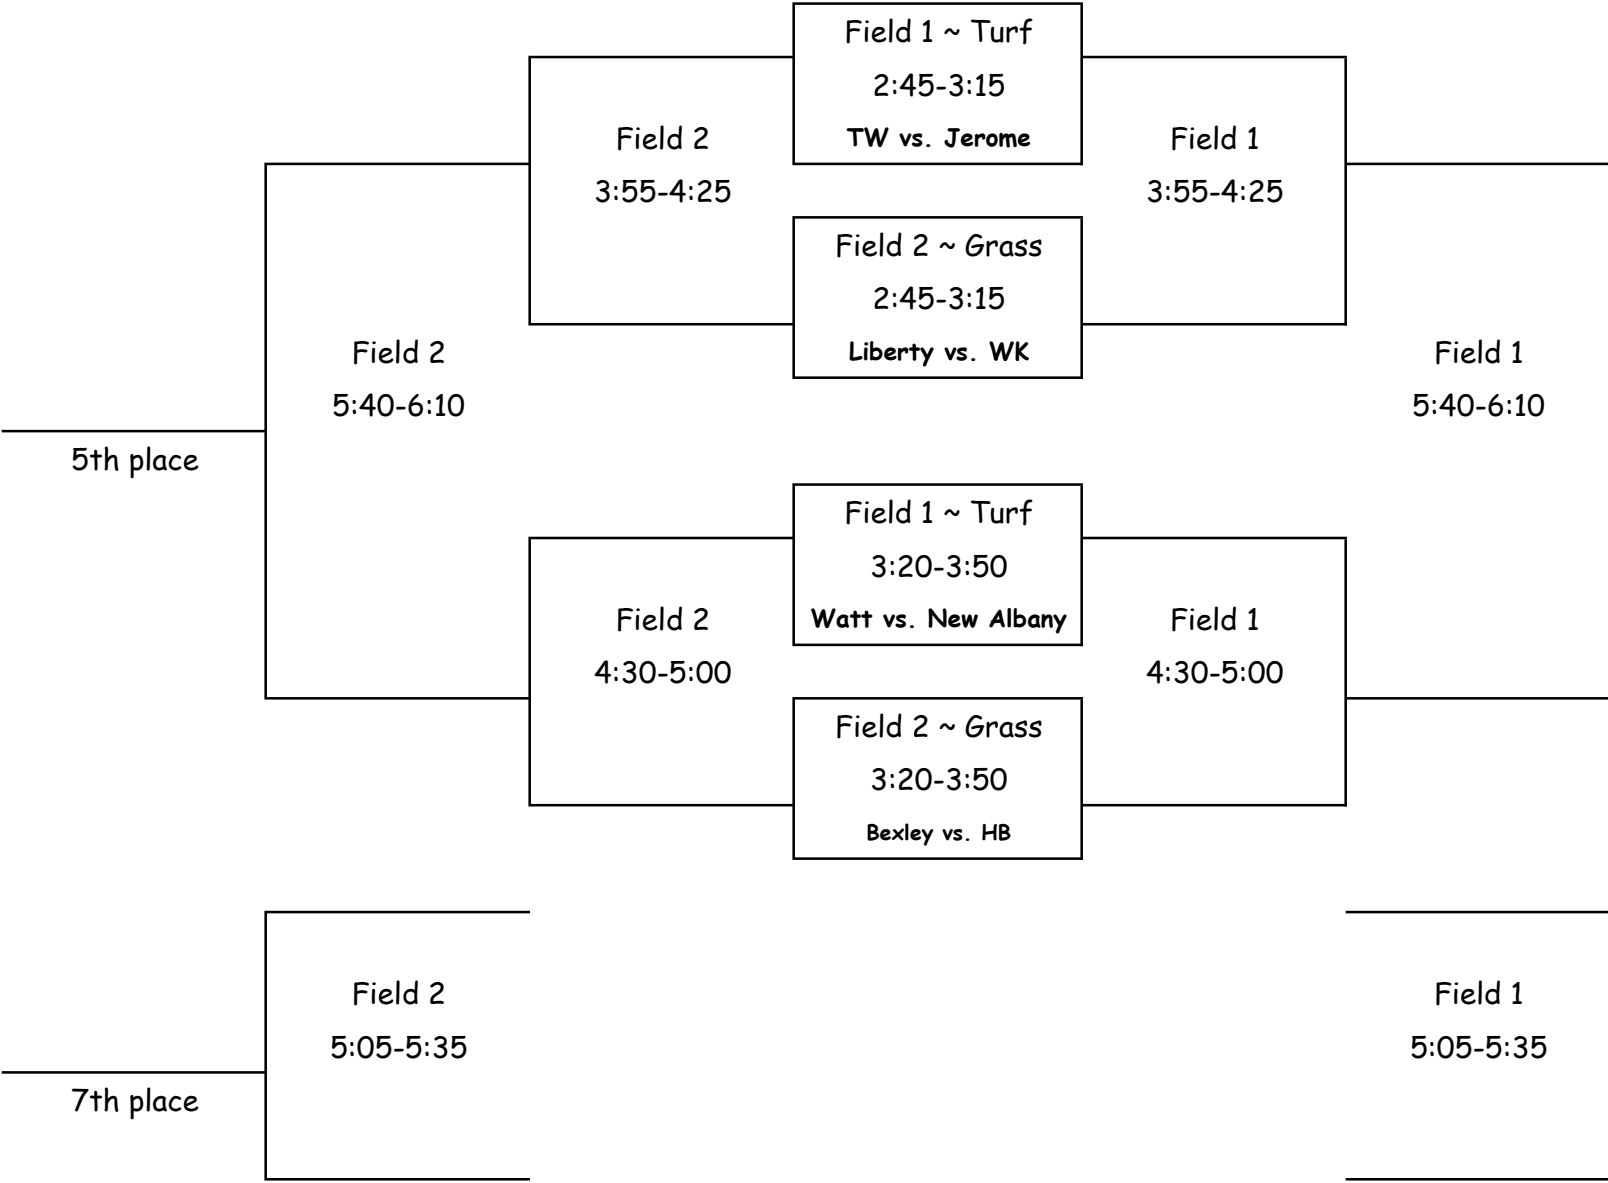 Field 1 ~ Turf
2:45-3:15
TW vs. Jerome
Field 2
3:55-4:25
Field 1
3:55-4:25
Field 2 ~ Grass
2:45-3:15
Liberty vs. WK
Field 2
5:40-6:10
Field 1
5:40-6:10
5th place
Field 1 ~ Turf
3:20-3:50
Watt vs. New Albany
Field 2
4:30-5:00
Field 1
4:30-5:00
Field 2 ~ Grass
3:20-3:50
Bexley vs. HB
Field 2
5:05-5:35
Field 1
5:05-5:35
7th place